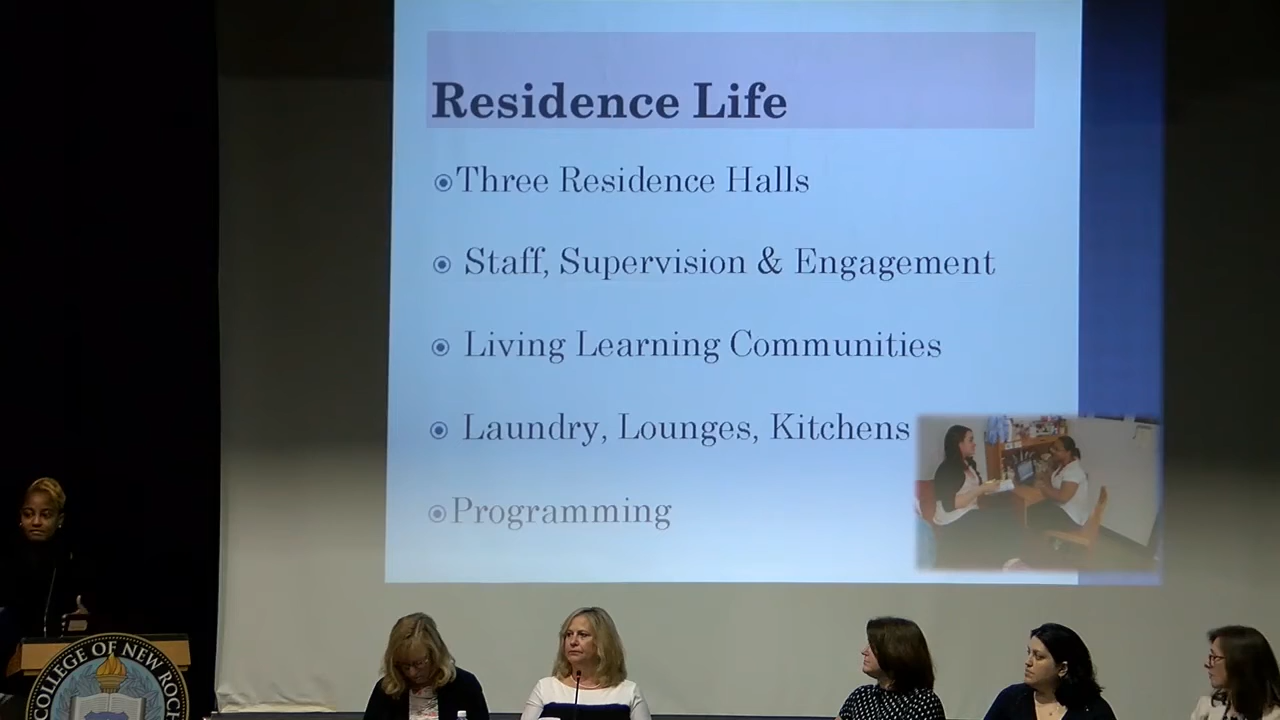 Residence Life
Three Residence Halls
Staff, Supervision & Engagement
Living Learning Communities
Laundry, Lounges, Kitchens
Programming
COLLEGE OF NEW ROCH